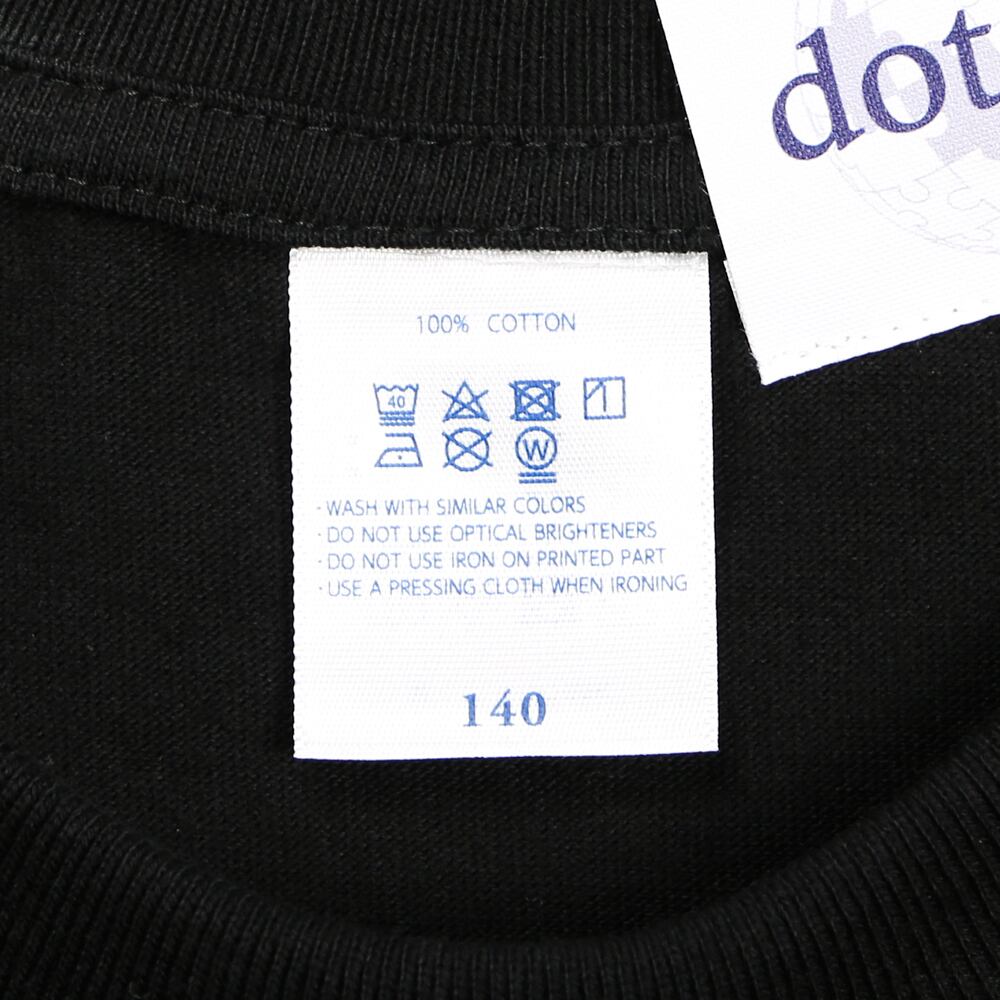 dot
100% COTTON
40
W
·WASH WITH SIMILAR COLORS
·DO NOT USE OPTICAL BRIGHTENERS
·DO NOT USE IRON ON PRINTED PART
·USE A PRESSING CLOTH WHEN IRONING
140